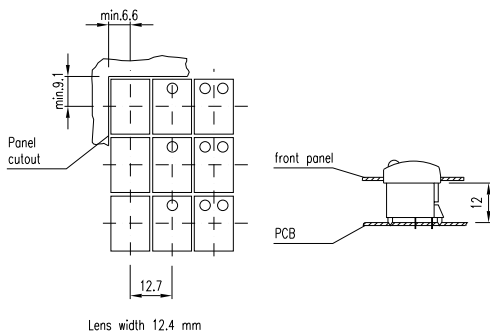 min.6.6
min.9.1
Panel
cutout
front panel
12
PCB
12.7
Lens width 12.4 mm